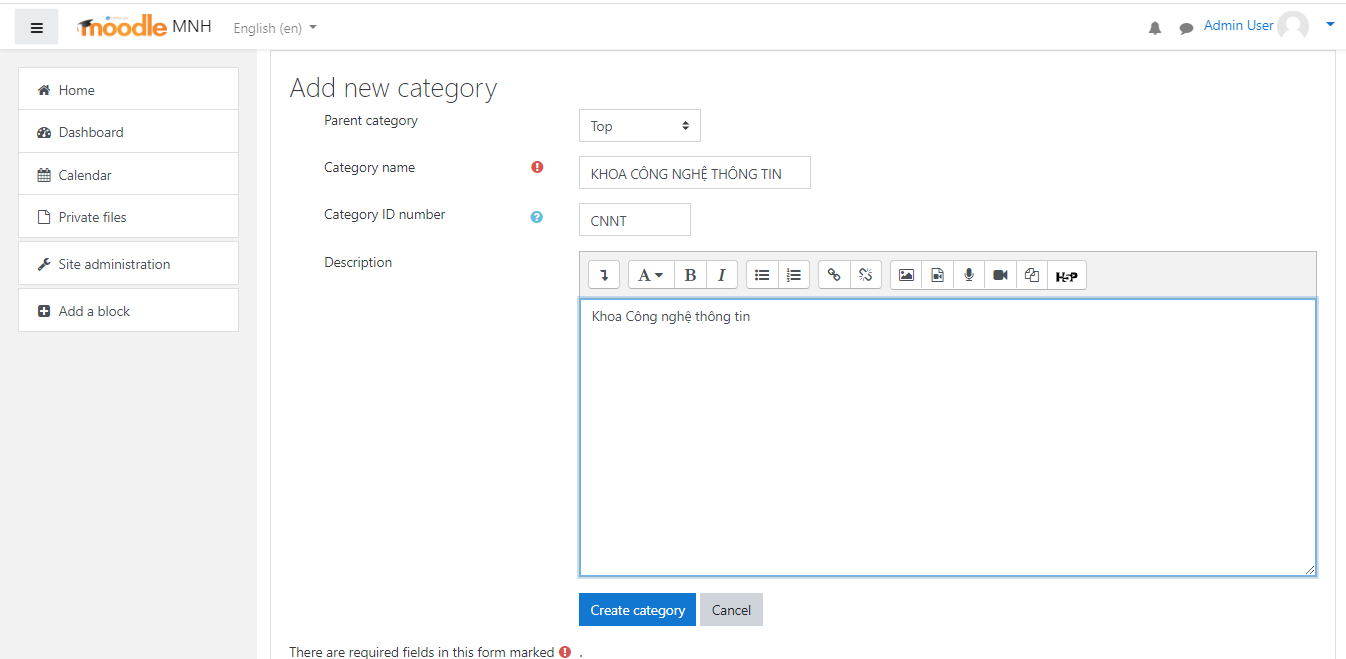 moodle MNH English (en) Admin User
Home
Dashboard
Calendar
Private files
Site administration
Add a block
Add new category
Parent category Top
Category name KHOA CÔNG NGHỆ THÔNG TIN
Category ID number CNNT
Description
A B I H5P
Khoa Công nghệ thông tin
Create category Cancel
There are required fields in this form marked .